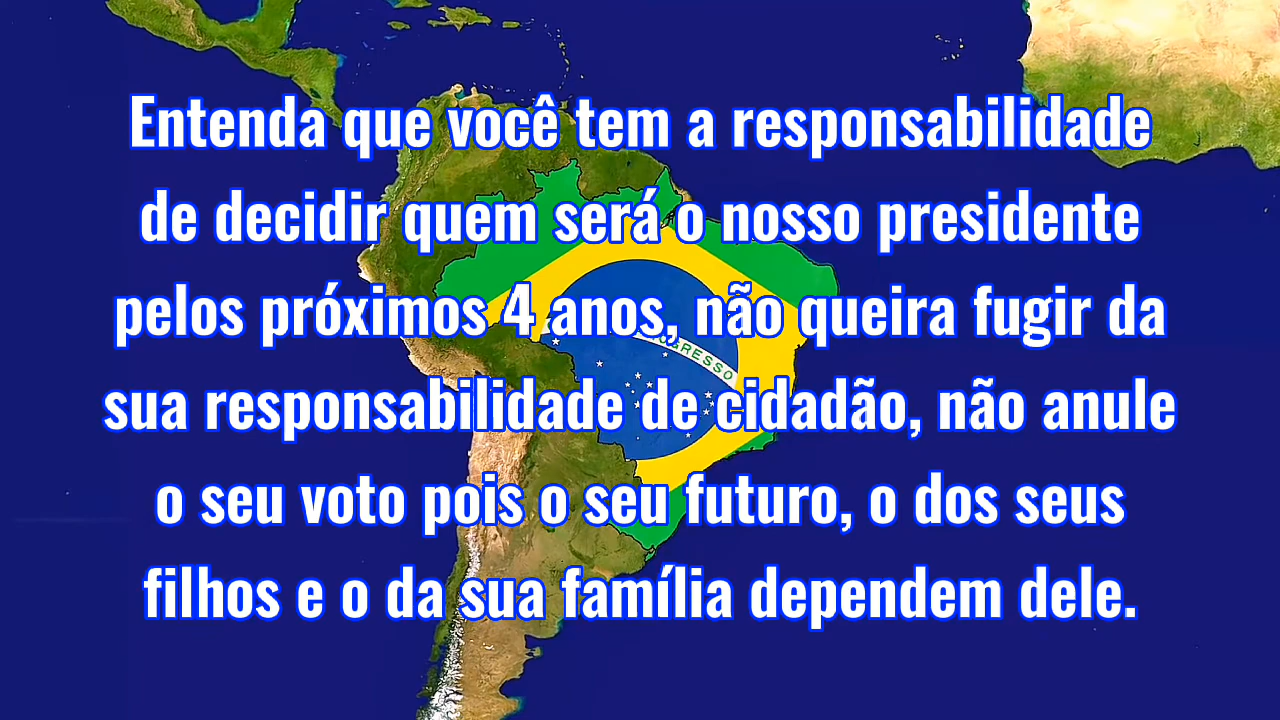 Entenda que você tem a responsabilidade
de decidir quem será o nosso presidente
pelos próximos 4 anos, não queira fugir da
sua responsabilidade de cidadão, não anule
o seu voto pois o seu futuro, o dos seus
filhos e o da sua família dependem dele.